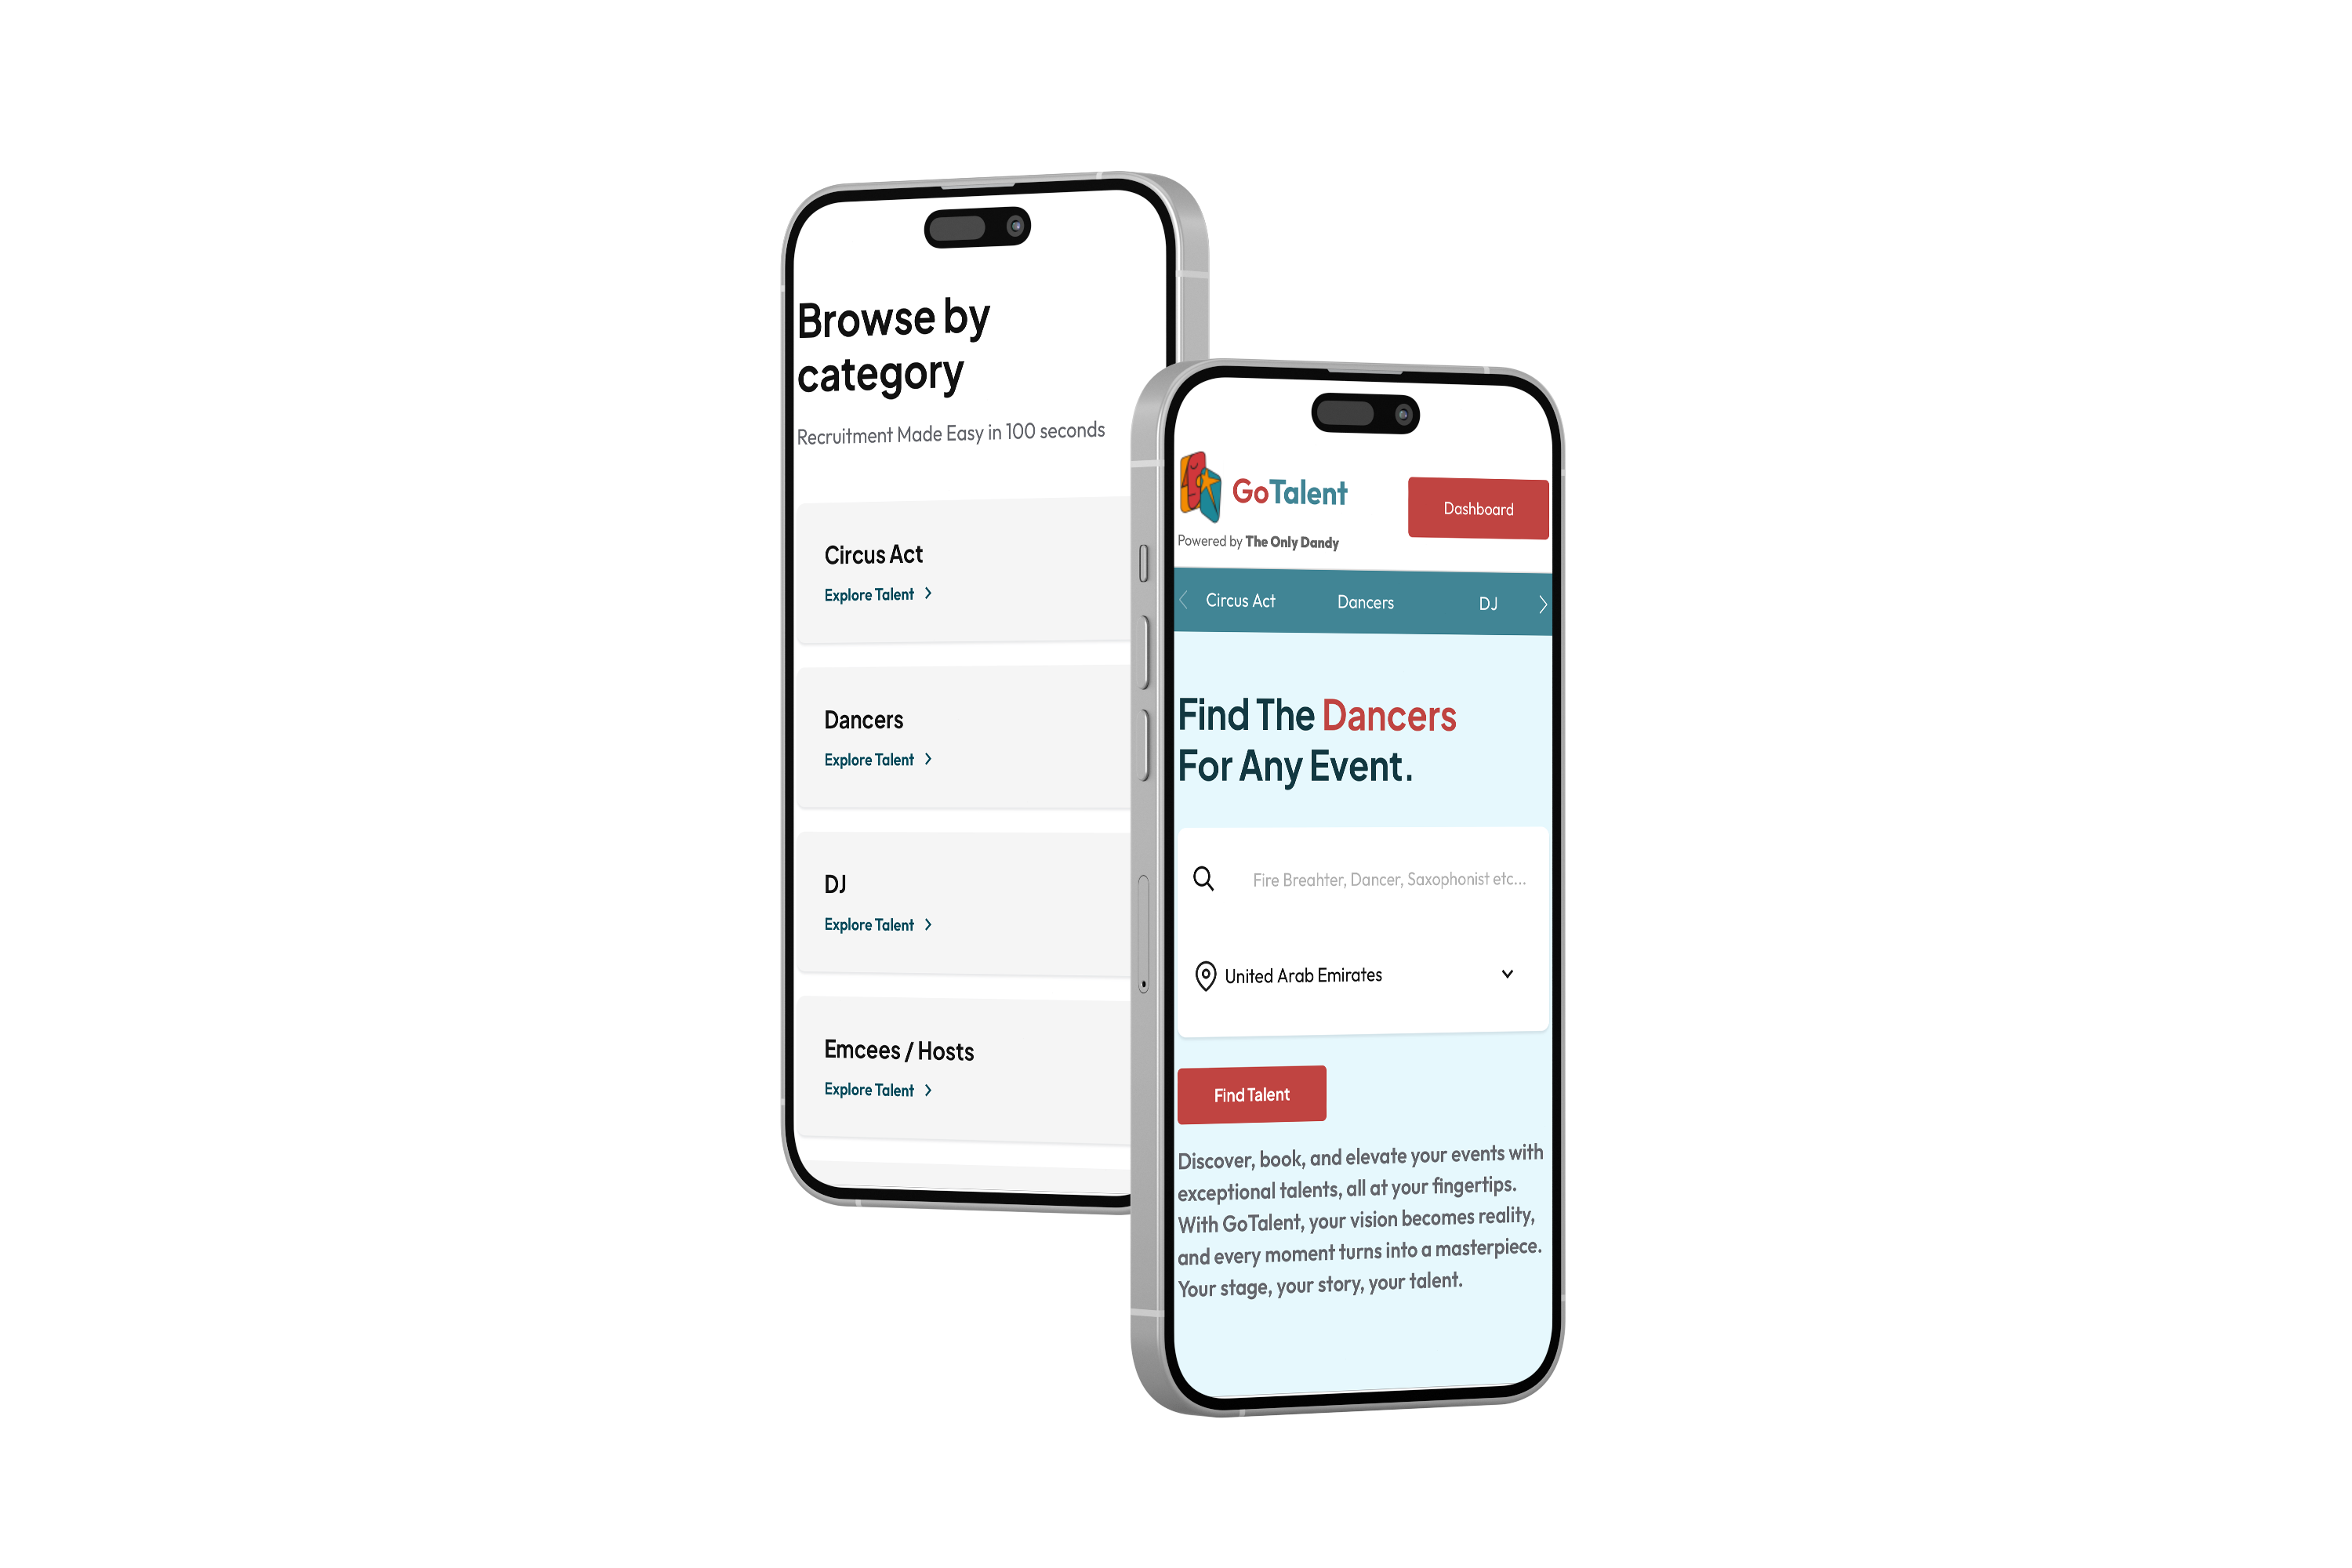 Browse by
category
Recruitment Made Easy in 100 seconds
Circus Act
Explore Talent
Dancers
Explore Talent
DJ
Explore Talent
Emcees / Hosts
Explore Talent
GoTalent
Powered by The Only Dandy
Dashboard
Circus Act Dancers DJ
Find The Dancers
For Any Event.
Fire Breahter, Dancer, Saxophonist etc...
United Arab Emirates
Find Talent
Discover, book, and elevate your events with
exceptional talents, all at your fingertips.
With GoTalent, your vision becomes reality,
and every moment turns into a masterpiece.
Your stage, your story, your talent.